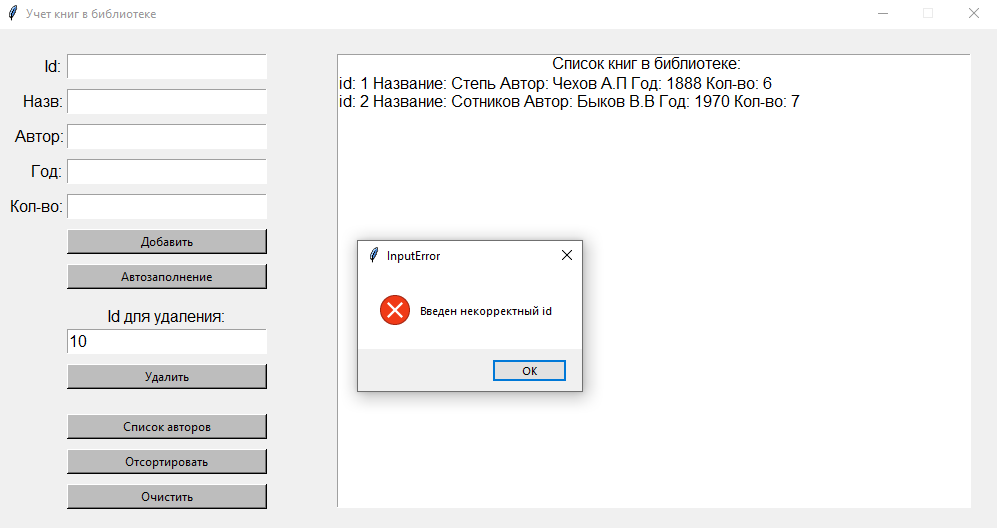 Учет книг в библиотеке
Id:
Назв:
Автор:
Год:
Кол-во:
Добавить
Автозаполнение
Id для удаления:
10
Удалить
Список авторов
Отсортировать
Очистить
Список книг в библиотеке:
id: 1 Название: Степь Автор: Чехов А.П Год: 1888 Кол-во: 6
id: 2 Название: Сотников Автор: Быков В.В Год: 1970 Кол-во: 7
InputError
Введен некорректный id
OK